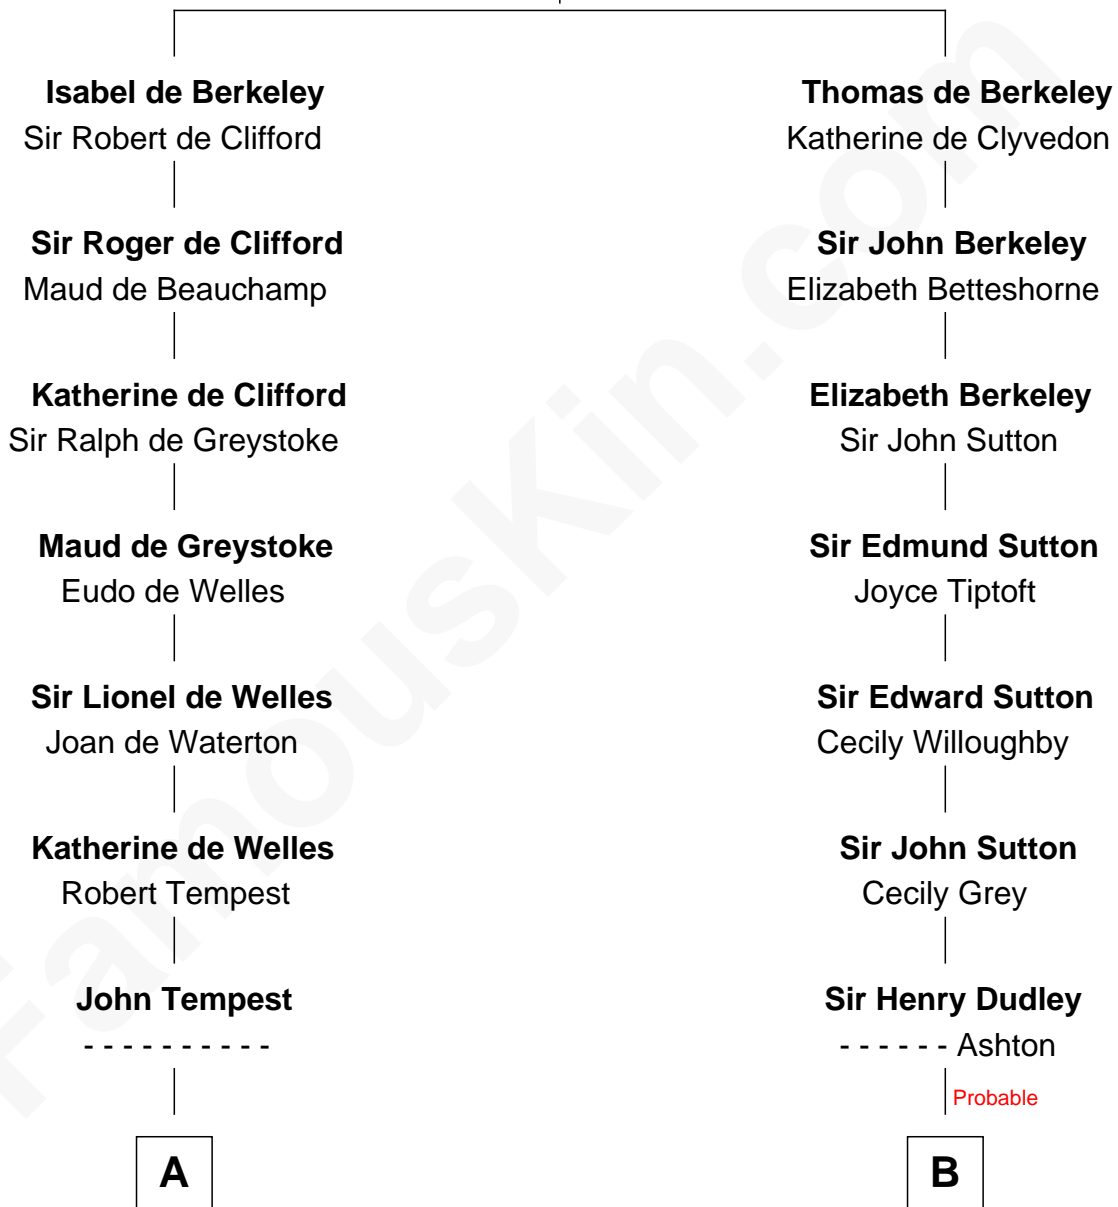 Isabel de Berkeley
Sir Robert de Clifford
Sir Roger de Clifford
Maud de Beauchamp
Katherine de Clifford
Sir Ralph de Greystoke
Maud de Greystoke
Eudo de Welles
Sir Lionel de Welles
Joan de Waterton
Katherine de Welles
Robert Tempest
John Tempest
- - - - - - - - - -
A
Thomas de Berkeley
Katherine de Clyvedon
Sir John Berkeley
Elizabeth Betteshorne
Elizabeth Berkeley
Sir John Sutton
Sir Edmund Sutton
Joyce Tiptoft
Sir Edward Sutton
Cecily Willoughby
Sir John Sutton
Cecily Grey
Sir Henry Dudley
- - - - - - Ashton
Probable
B
FamousKin.com